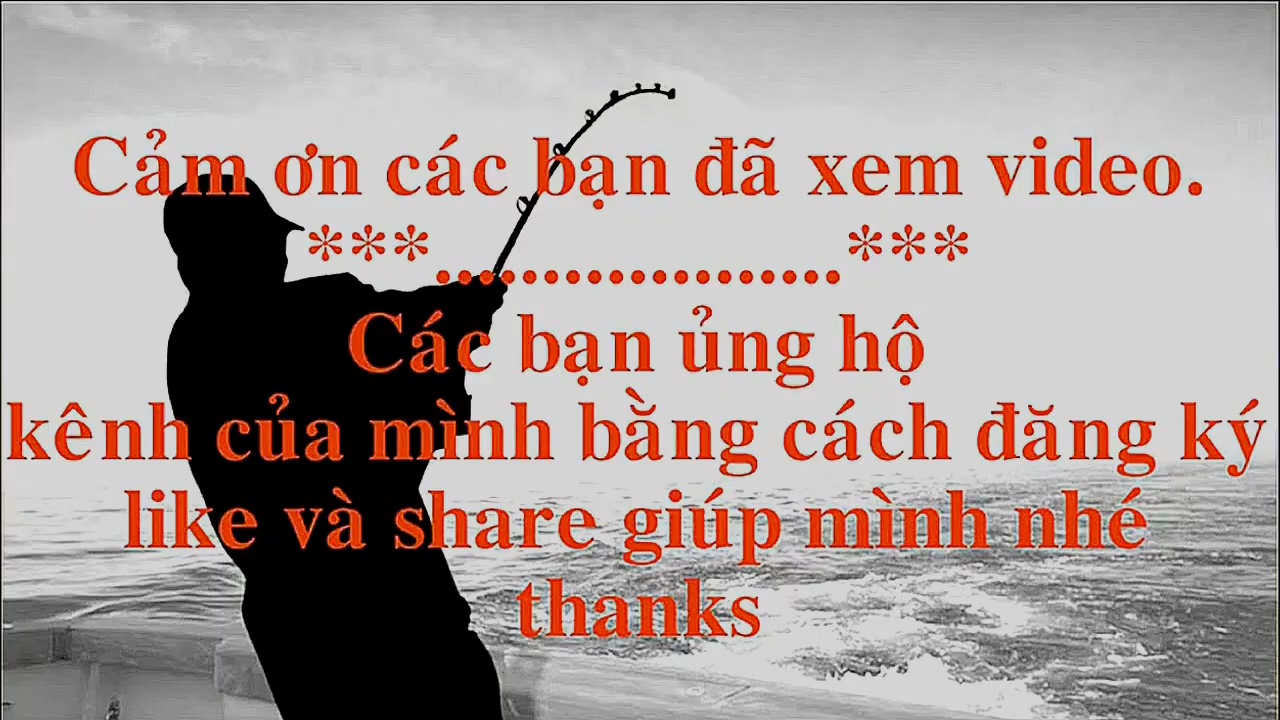 Cảm ơn các bạn đã xem video.
***...................***
Các bạn ủng hộ
kênh của mình bằng cách đăng ký
like và share giúp mình nhé
thanks